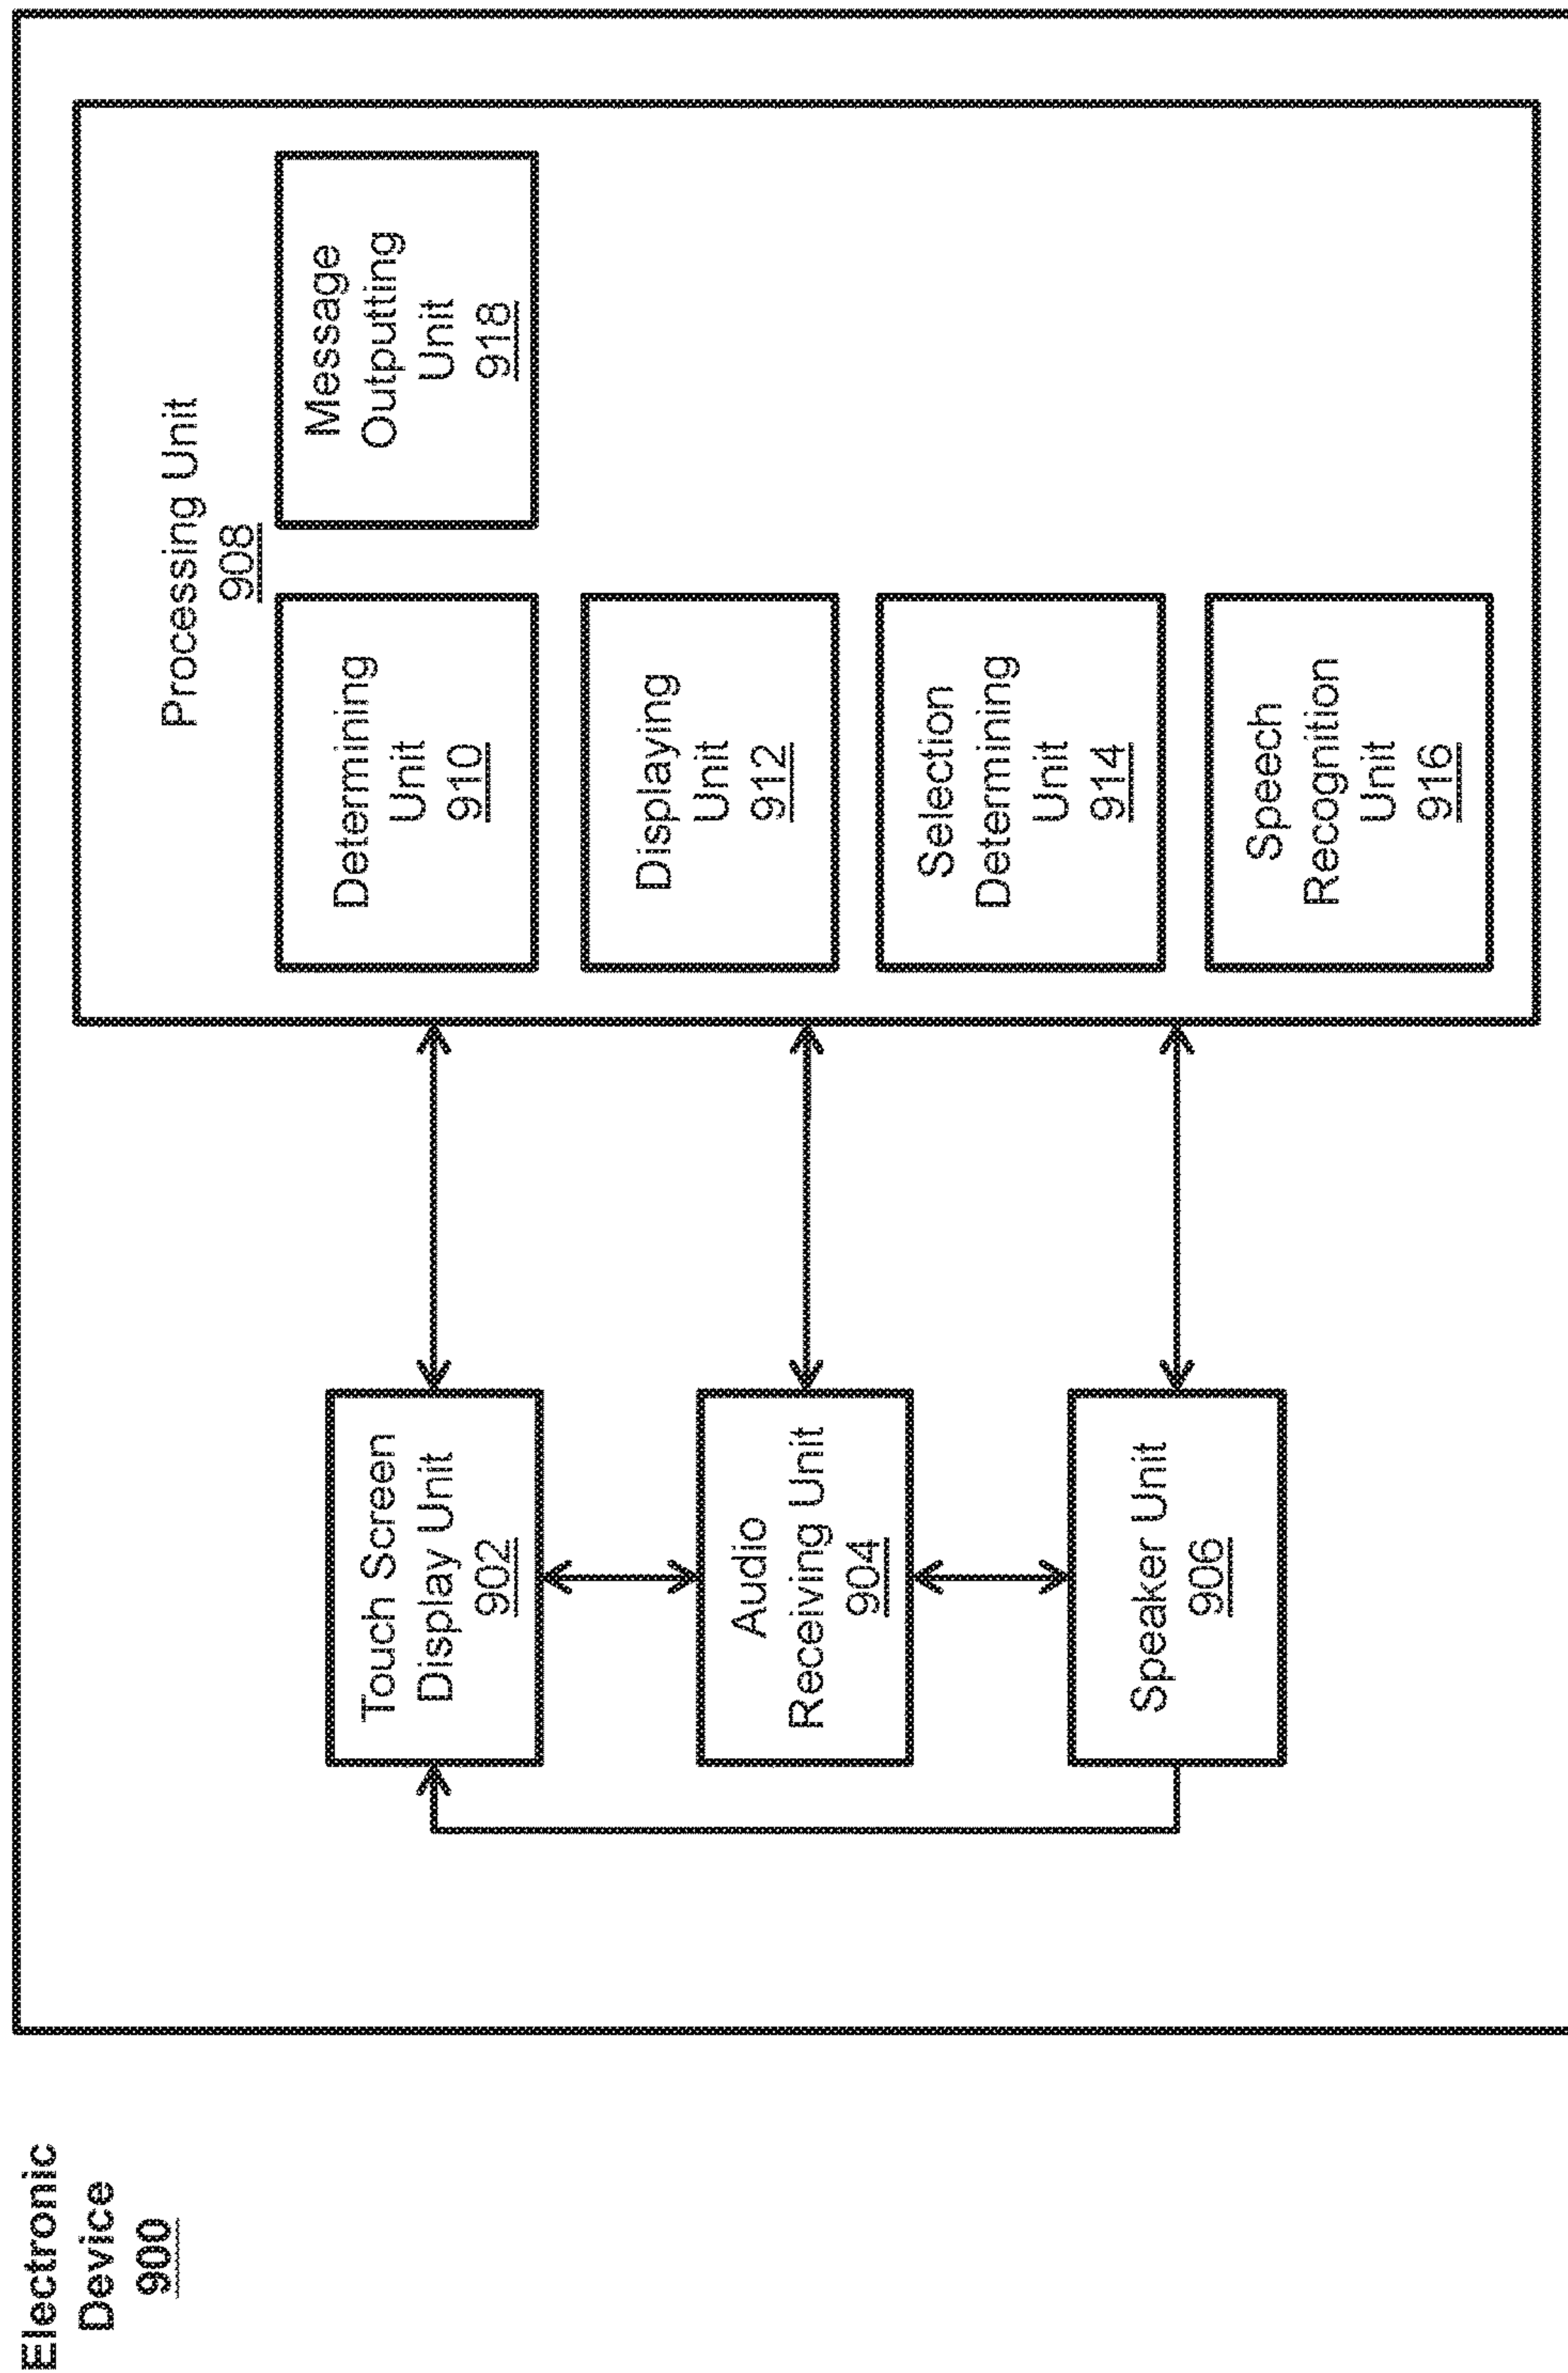 Electronic
Device
900
Touch Screen
Display Unit
902
Audio
Receiving Unit
904
Speaker Unit
906
Processing Unit
908
Determining
Unit
910
Displaying
Unit
912
Selection
Determining
Unit
914
Speech
Recognition
Unit
916
Message
Outputting
Unit
918